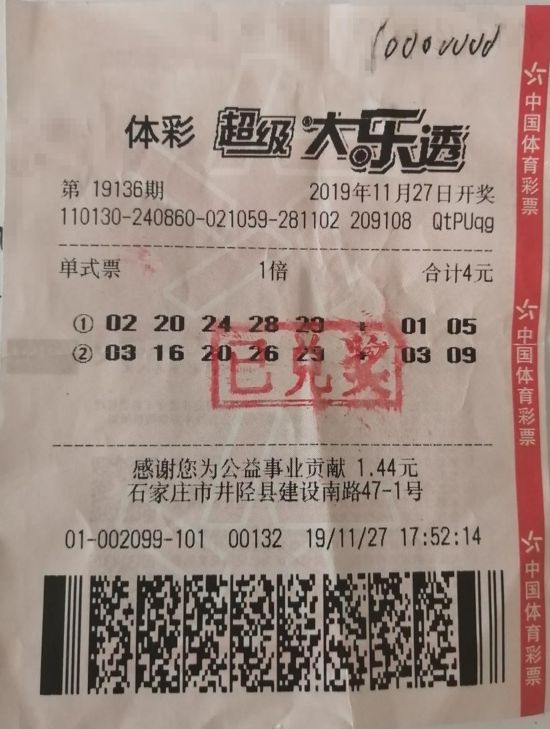 10000000
体彩 超级大乐透
第 19136期 2019年11月27日开奖
110130-240860-021059-281102 209108 QtPUqg
单式票 1倍 合计4元
① 02 20 24 28 29 + 01 05
② 03 16 20 26 29 + 03 09
已兑奖
感谢您为公益事业贡献 1.44元
石家庄市井陉县建设南路47-1号
01-002099-101 00132 19/11/27 17:52:14
中国体育彩票
中国体育彩票
中国体育彩票